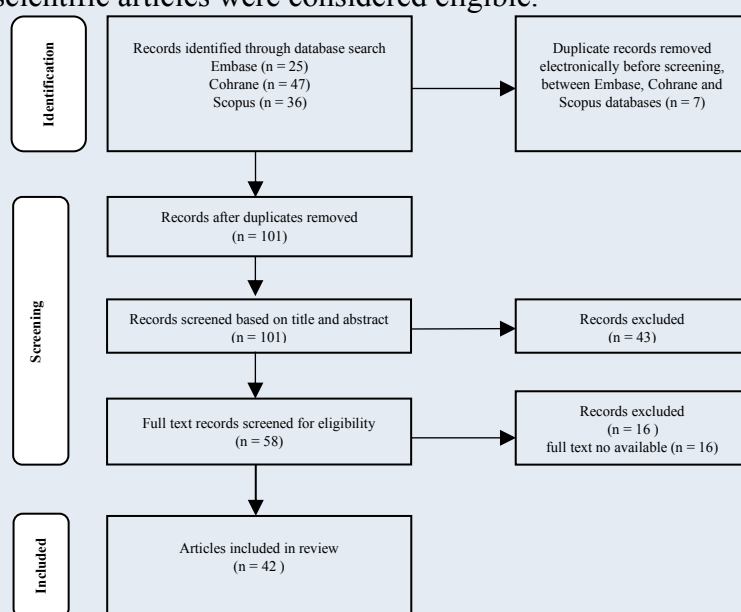 scientific articles were considered eligible.
Identification
Records identified through database search
Embase (n = 25)
Cohrane (n = 47)
Scopus (n = 36)
Duplicate records removed
electronically before screening,
between Embase, Cohrane and
Scopus databases (n = 7)
Screening
Records after duplicates removed
(n = 101)
Records screened based on title and abstract
(n = 101)
Records excluded
(n = 43)
Full text records screened for eligibility
(n = 58)
Records excluded
(n = 16 )
full text no available (n = 16)
Included
Articles included in review
(n = 42 )